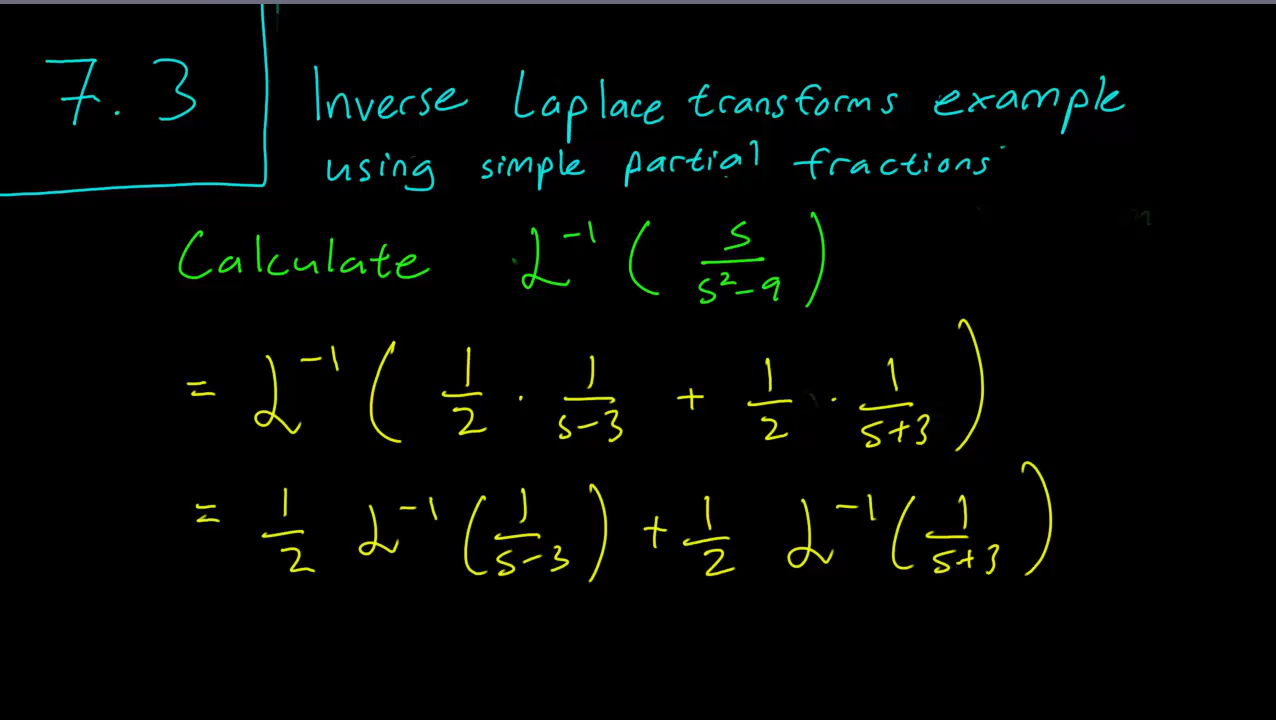 7.3
Inverse Laplace transforms example
using simple partial fractions
Calculate ℒ⁻¹ ( s/(s²-9) )
= ℒ⁻¹ ( 1/2 · 1/(s-3) + 1/2 · 1/(s+3) )
= 1/2 ℒ⁻¹ ( 1/(s-3) ) + 1/2 ℒ⁻¹ ( 1/(s+3) )